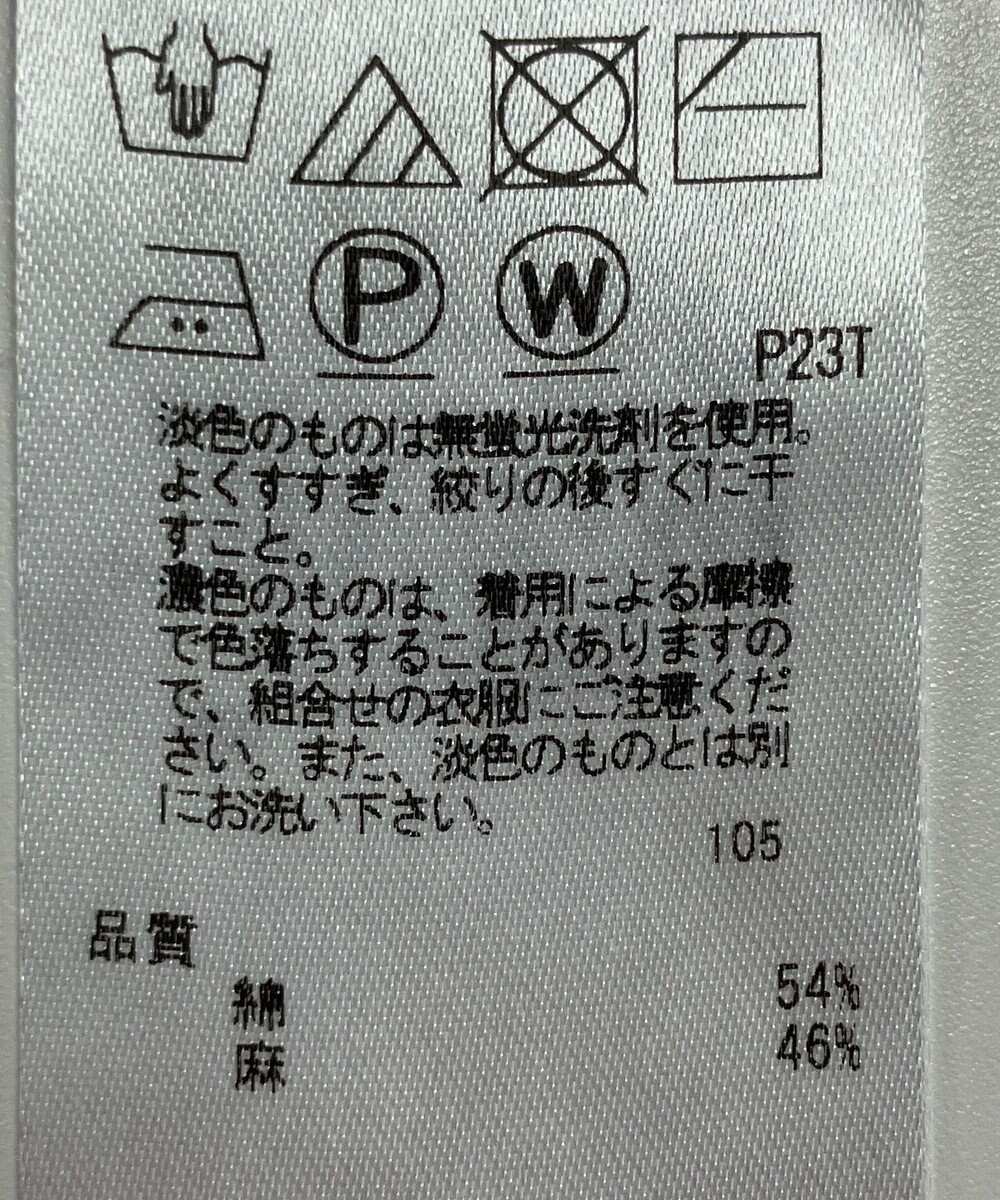 P W
P23T
淡色のものは無蛍光洗剤を使用。
よくすすぎ、絞りの後すぐに干
すこと。
濃色のものは、着用による摩擦
で色落ちすることがありますの
で、組合せの衣服にご注意くだ
さい。また、淡色のものとは別
にお洗い下さい。
105
品質
綿 54%
麻 46%